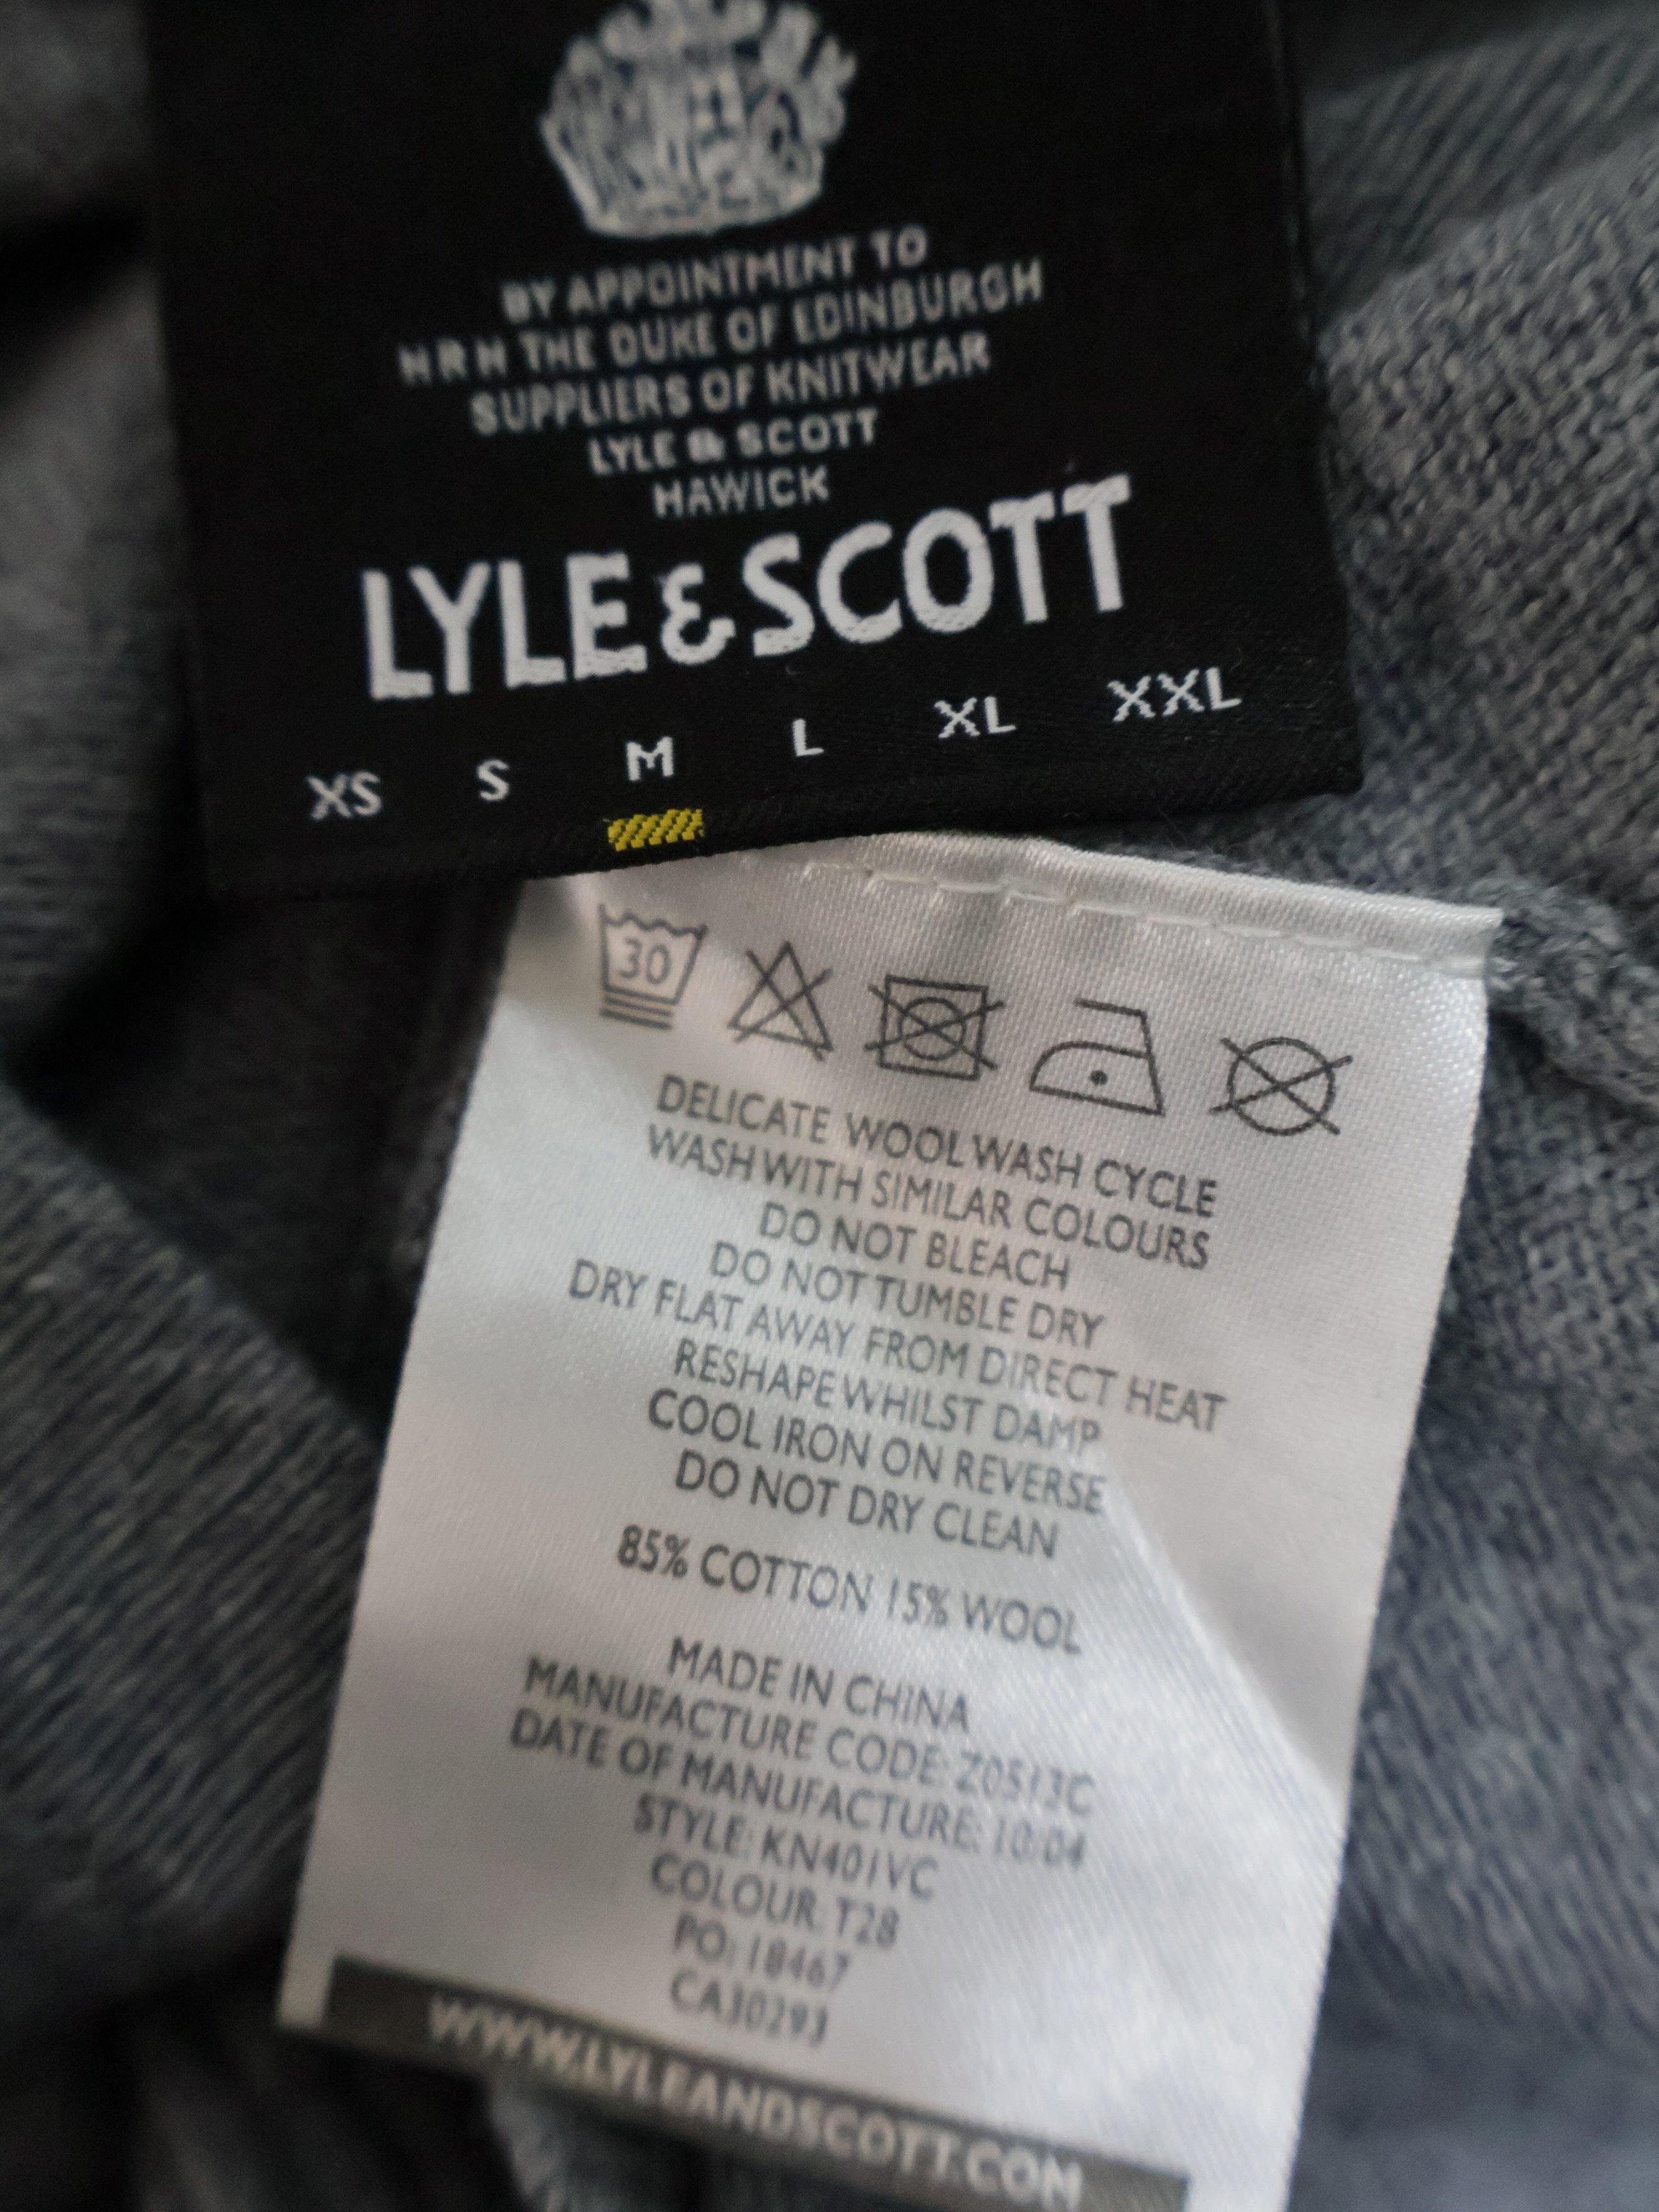 BY APPOINTMENT TO
HRH THE DUKE OF EDINBURGH
SUPPLIERS OF KNITWEAR
LYLE & SCOTT
HAWICK
LYLE & SCOTT
XS S M L XL XXL
30
DELICATE WOOL WASH CYCLE
WASH WITH SIMILAR COLOURS
DO NOT BLEACH
DO NOT TUMBLE DRY
DRY FLAT AWAY FROM DIRECT HEAT
RESHAPE WHILST DAMP
COOL IRON ON REVERSE
DO NOT DRY CLEAN
85% COTTON 15% WOOL
MADE IN CHINA
MANUFACTURE CODE: Z0513C
DATE OF MANUFACTURE: 10:04
STYLE: KN401VC
COLOUR: T28
PO: 18467
CA30293
WWW.LYLEANDSCOTT.COM